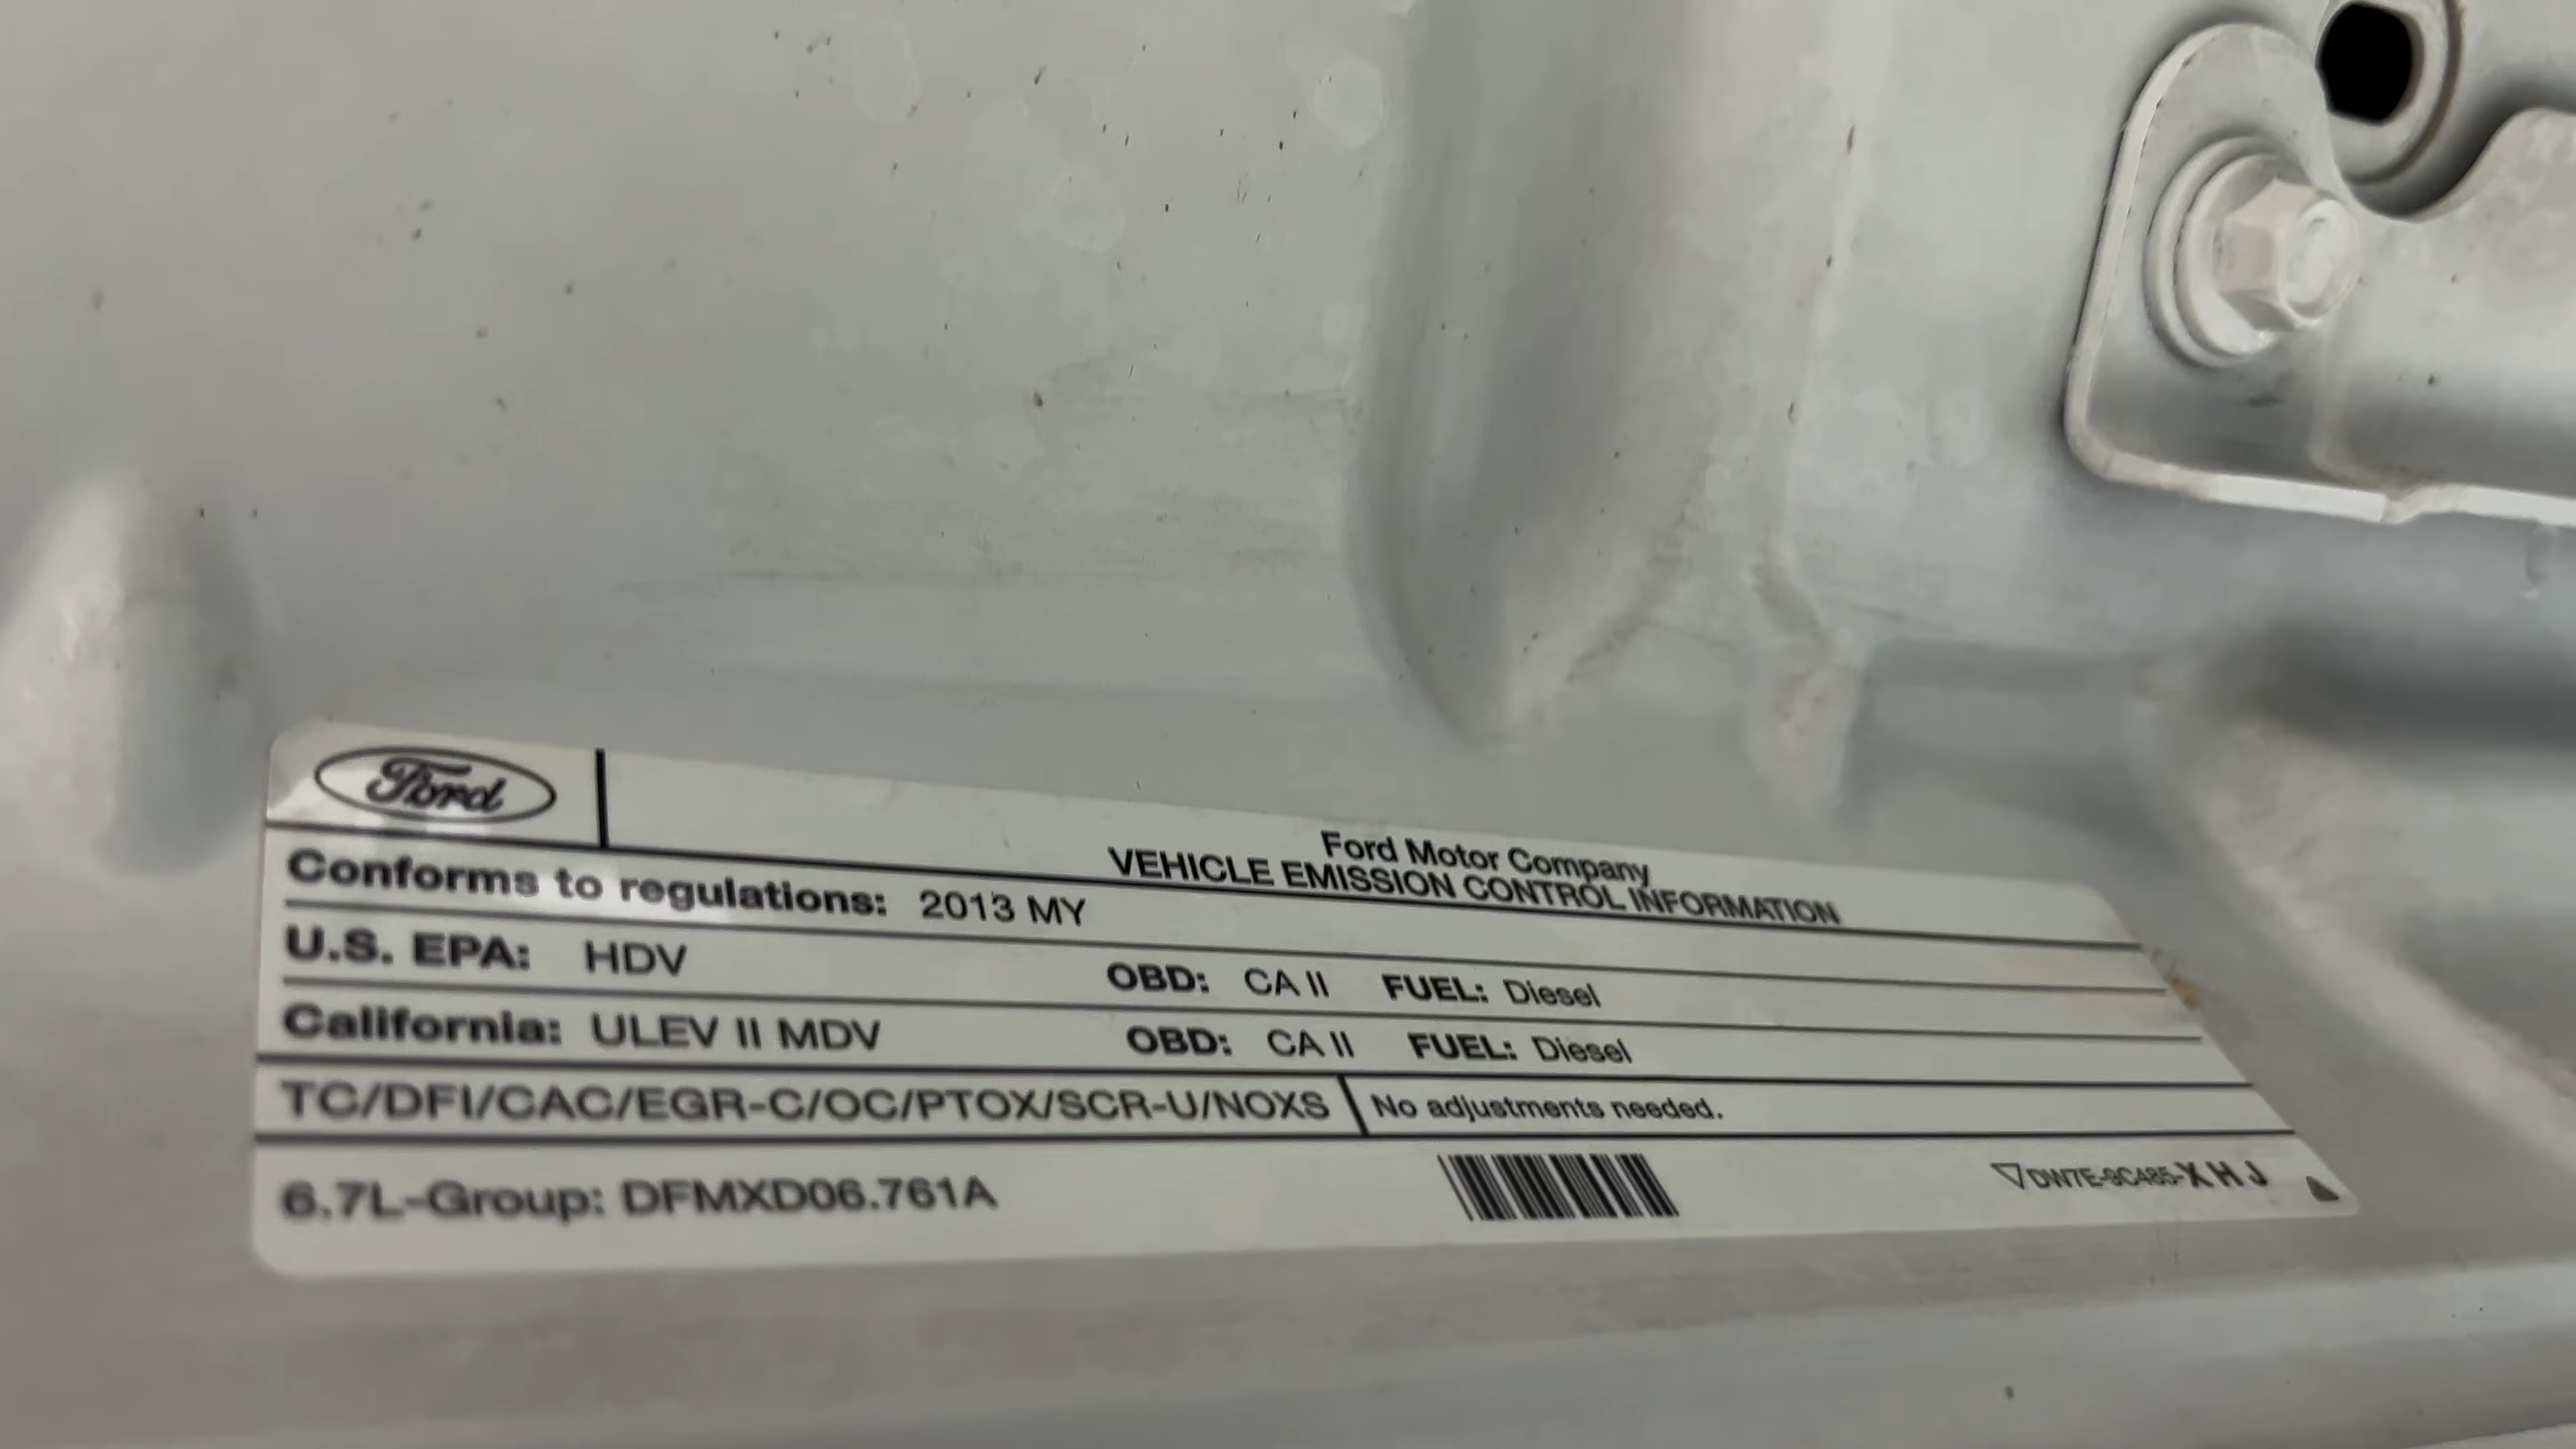 Ford
Ford Motor Company
VEHICLE EMISSION CONTROL INFORMATION
Conforms to regulations: 2013 MY
U.S. EPA: HDV OBD: CA II FUEL: Diesel
California: ULEV II MDV OBD: CA II FUEL: Diesel
TC/DFI/CAC/EGR-C/OC/PTOX/SCR-U/NOXS No adjustments needed.
6.7L-Group: DFMXD06.761A
DW7E-9C485-X H J